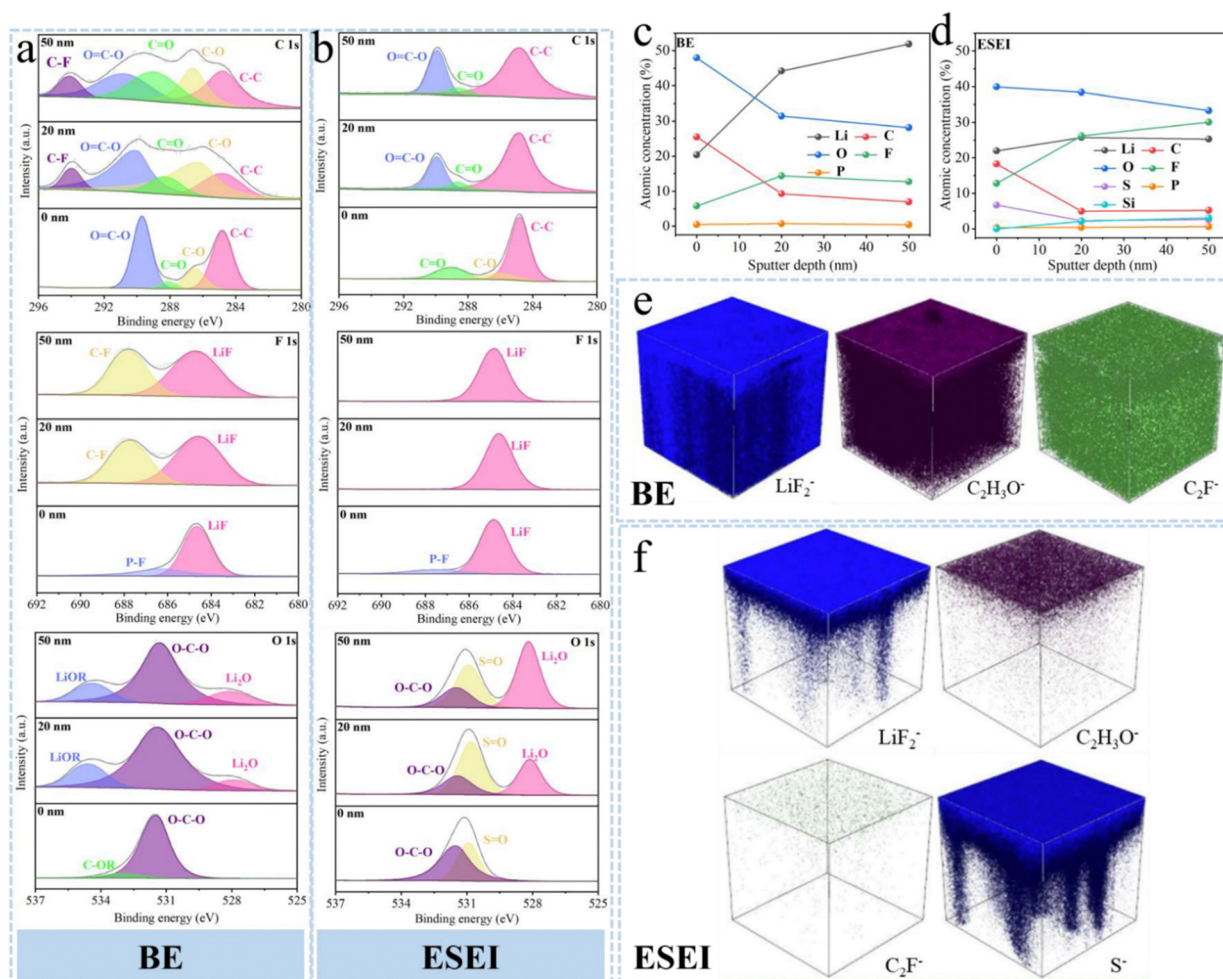 a
50 nm
C 1s
C-F
O=C-O
C=O
C-O
C-C
20 nm
C-F
O=C-O
C=O
C-O
C-C
0 nm
O=C-O
C=O
C-O
C-C
Intensity (a.u.)
296 292 288 284 280
Binding energy (eV)
50 nm
F 1s
C-F
LiF
20 nm
C-F
LiF
0 nm
P-F
LiF
Intensity (a.u.)
692 690 688 686 684 682 680
Binding energy (eV)
50 nm
O 1s
LiOR
O-C-O
Li2O
20 nm
LiOR
O-C-O
Li2O
0 nm
C-OR
O-C-O
Intensity (a.u.)
537 534 531 528 525
Binding energy (eV)
BE
b
50 nm
C 1s
O=C-O
C=O
C-C
20 nm
O=C-O
C=O
C-C
0 nm
C=O
C-O
C-C
Intensity (a.u.)
296 292 288 284 280
Binding energy (eV)
50 nm
F 1s
LiF
20 nm
LiF
0 nm
P-F
LiF
Intensity (a.u.)
692 690 688 686 684 682 680
Binding energy (eV)
50 nm
O 1s
O-C-O
S=O
Li2O
20 nm
O-C-O
S=O
Li2O
0 nm
O-C-O
S=O
Intensity (a.u.)
537 534 531 528 525
Binding energy (eV)
ESEI
c
BE
Atomic concentration (%)
50
40
30
20
10
0
Li C
O F
P
0 10 20 30 40 50
Sputter depth (nm)
d
ESEI
Atomic concentration (%)
50
40
30
20
10
0
Li C
O F
S P
Si
0 10 20 30 40 50
Sputter depth (nm)
e
BE
LiF2-
C2H3O-
C2F-
f
LiF2-
C2H3O-
C2F-
S-
ESEI